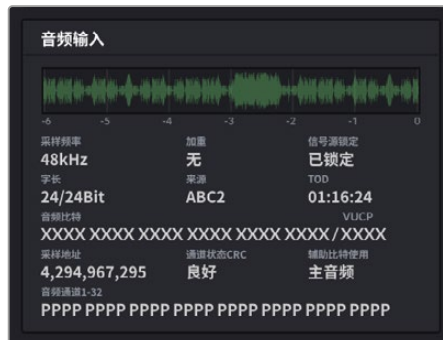 音频输入
-6 -5 -4 -3 -2 -1 0
采样频率 加重 信号源锁定
48kHz 无 已锁定
字长 来源 TOD
24/24Bit ABC2 01:16:24
音频比特 VUCP
XXXX XXXX XXXX XXXX XXXX XXXX/XXXX
采样地址 通道状态CRC 辅助比特使用
4,294,967,295 良好 主音频
音频通道1-32
PPPP PPPP PPPP PPPP PPPP PPPP PPPP PPPP